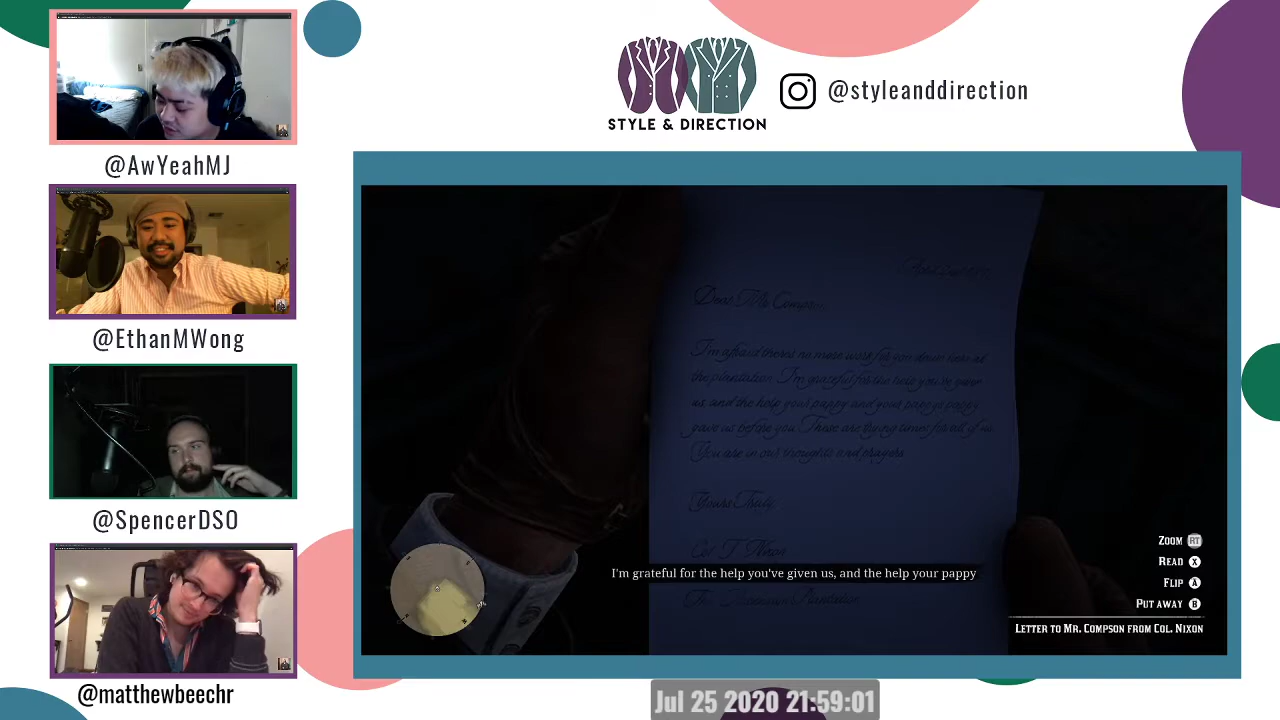 @AwYeahMJ
@EthanMWong
@SpencerDSO
@matthewbeechr
STYLE & DIRECTION
@styleanddirection
Dear Mr Compson,
I'm afraid there's no more work for you down here at
the plantation. I'm grateful for the help you've given
us, and the help your pappy and your pappy's pappy
gave us before you. These are trying times for all of us.
You are in our thoughts and prayers
Yours Truly
Col T Nixon
Plantation
I'm grateful for the help you've given us, and the help your pappy
ZOOM RT
READ X
FLIP A
PUT AWAY B
LETTER TO MR. COMPSON FROM COL. NIXON
Jul 25 2020 21:59:01